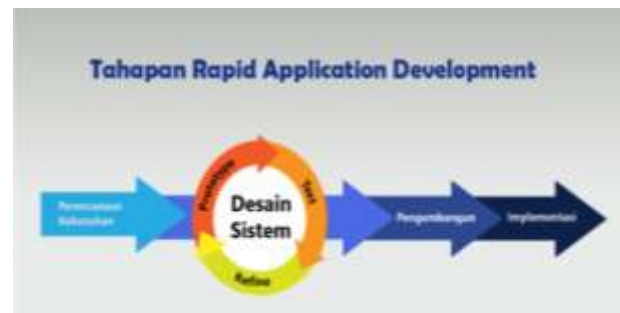 Tahapan Rapid Application Development
Perencanaan
Kebutuhan
Prototype
Test
Desain
Sistem
Refine
Pengembangan
Implementasi